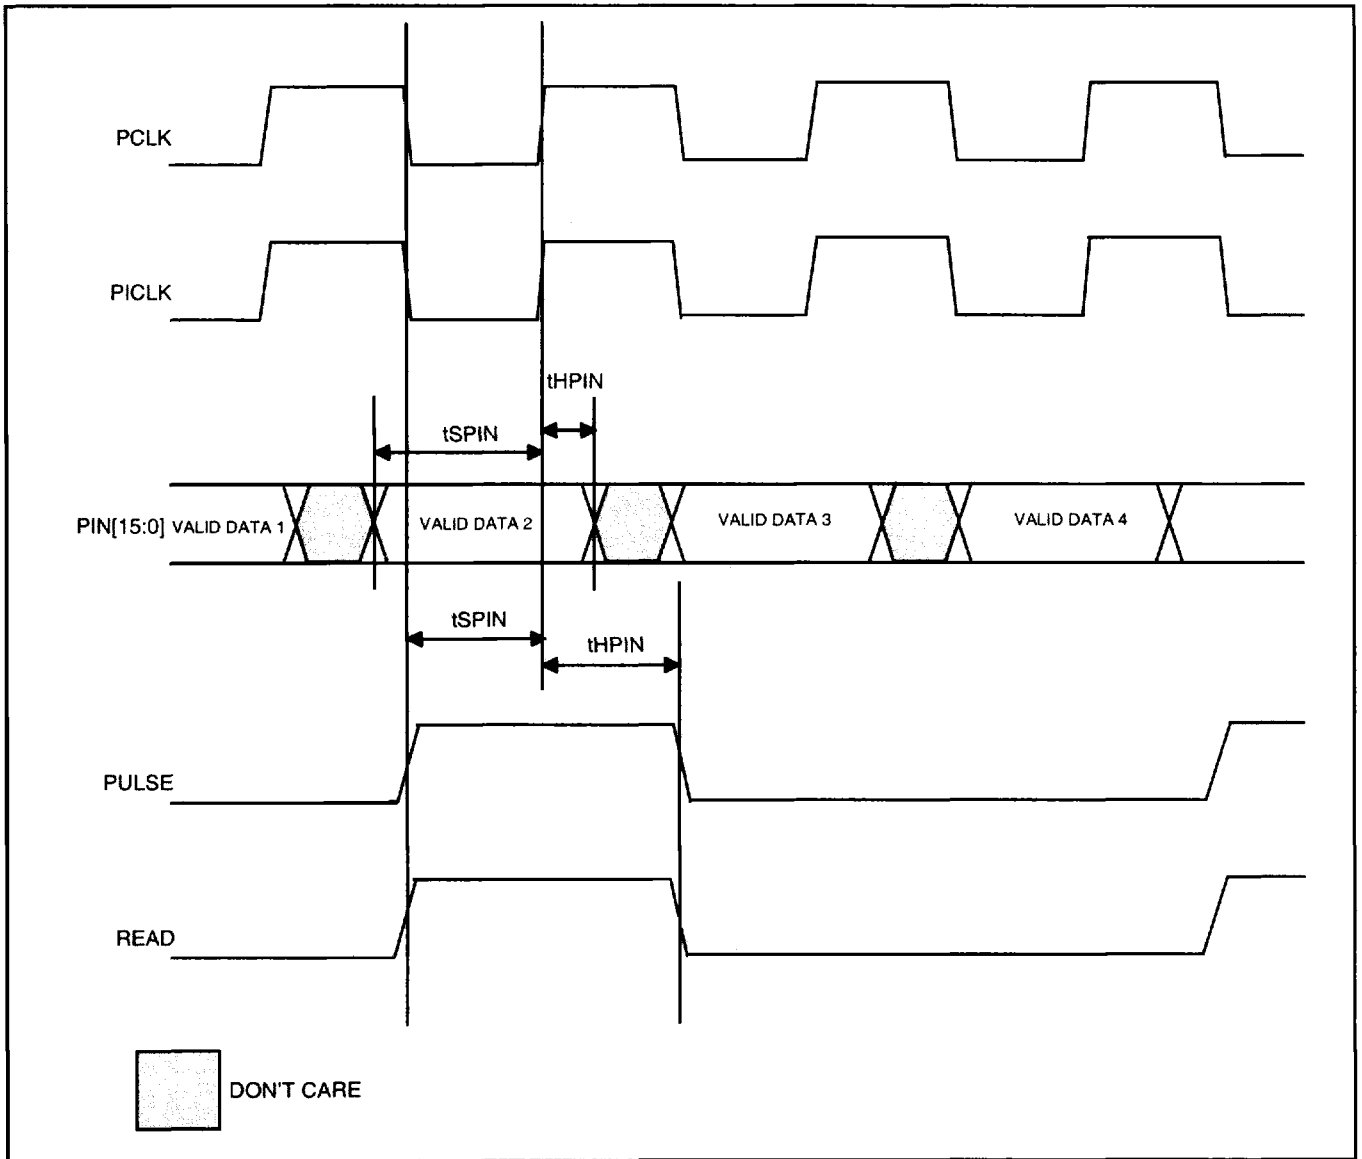 PCLK
PICLK
tHPIN
tSPIN
PIN[15:0] VALID DATA 1 VALID DATA 2 VALID DATA 3 VALID DATA 4
tSPIN
tHPIN
PULSE
READ
DON'T CARE